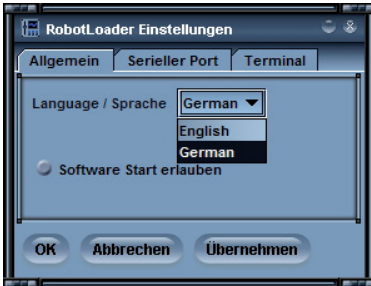 RobotLoader Einstellungen
Allgemein Serieller Port Terminal
Language / Sprache German
English
German
Software Start erlauben
OK Abbrechen Übernehmen